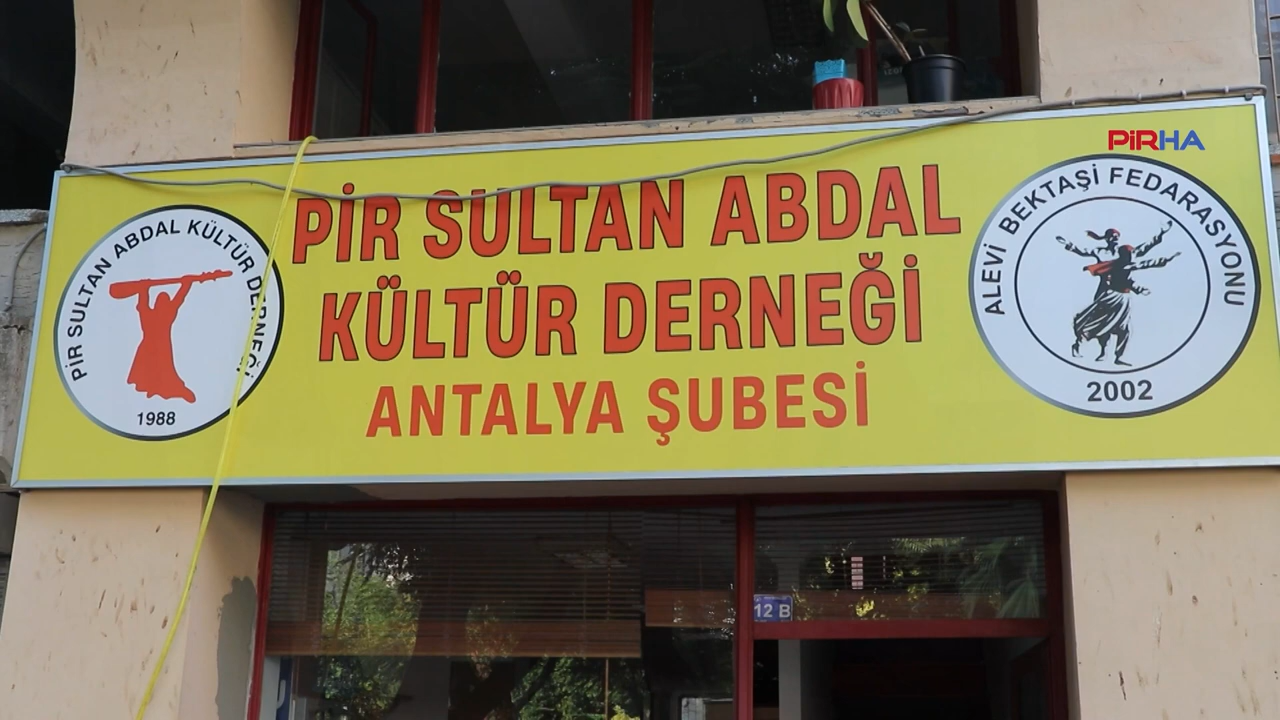 PİRHA
PİR SULTAN ABDAL
KÜLTÜR DERNEĞİ
ANTALYA ŞUBESİ
PİR SULTAN ABDAL KÜLTÜR DERNEĞİ
1988
ALEVİ BEKTAŞİ FEDARASYONU
2002
12 B